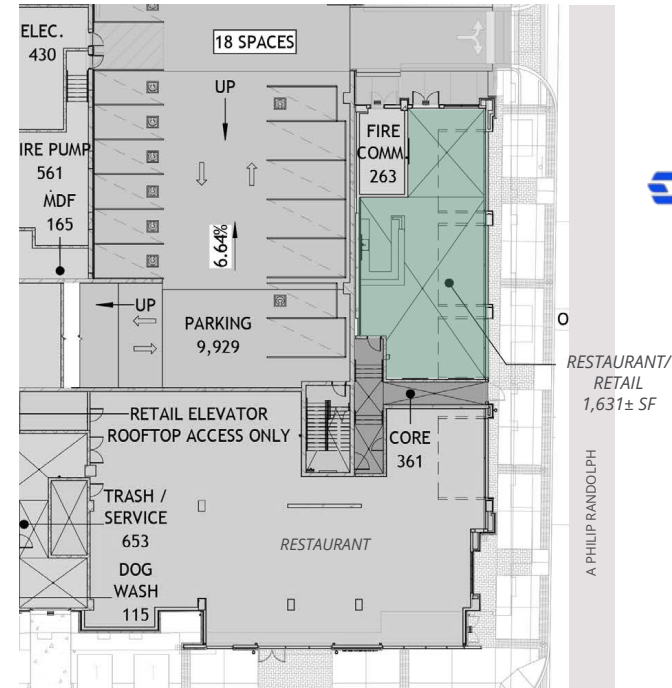 ELEC.
430
18 SPACES
UP
FIRE
COMM.
263
IRE PUMP
561
MDF
165
6.64%
UP
PARKING
9,929
O
RESTAURANT/
RETAIL
1,631± SF
RETAIL ELEVATOR
ROOFTOP ACCESS ONLY
CORE
361
TRASH /
SERVICE
653
RESTAURANT
DOG
WASH
115
A PHILIP RANDOLPH